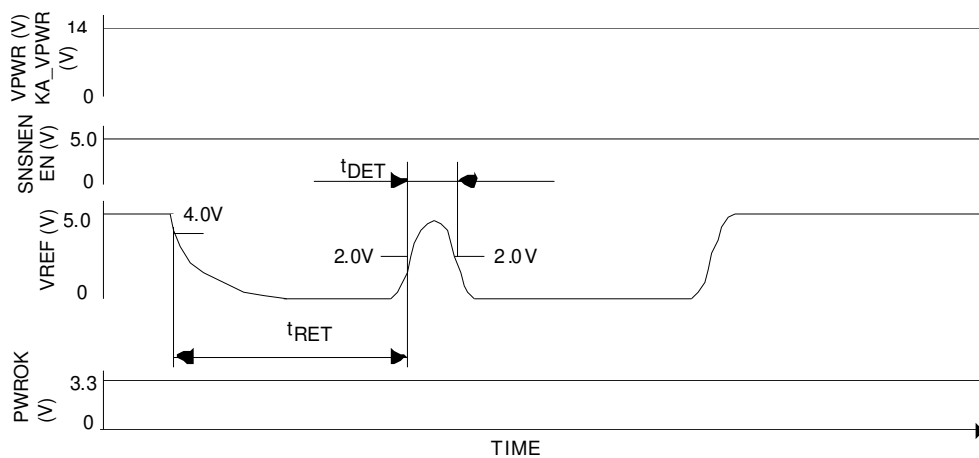 VPWR (V)
KA_VPWR
(V)
14
0
SNSNEN
EN (V)
5.0
0
tDET
VREF (V)
5.0
0
4.0V
2.0V
2.0V
tRET
PWROK
(V)
3.3
0
TIME